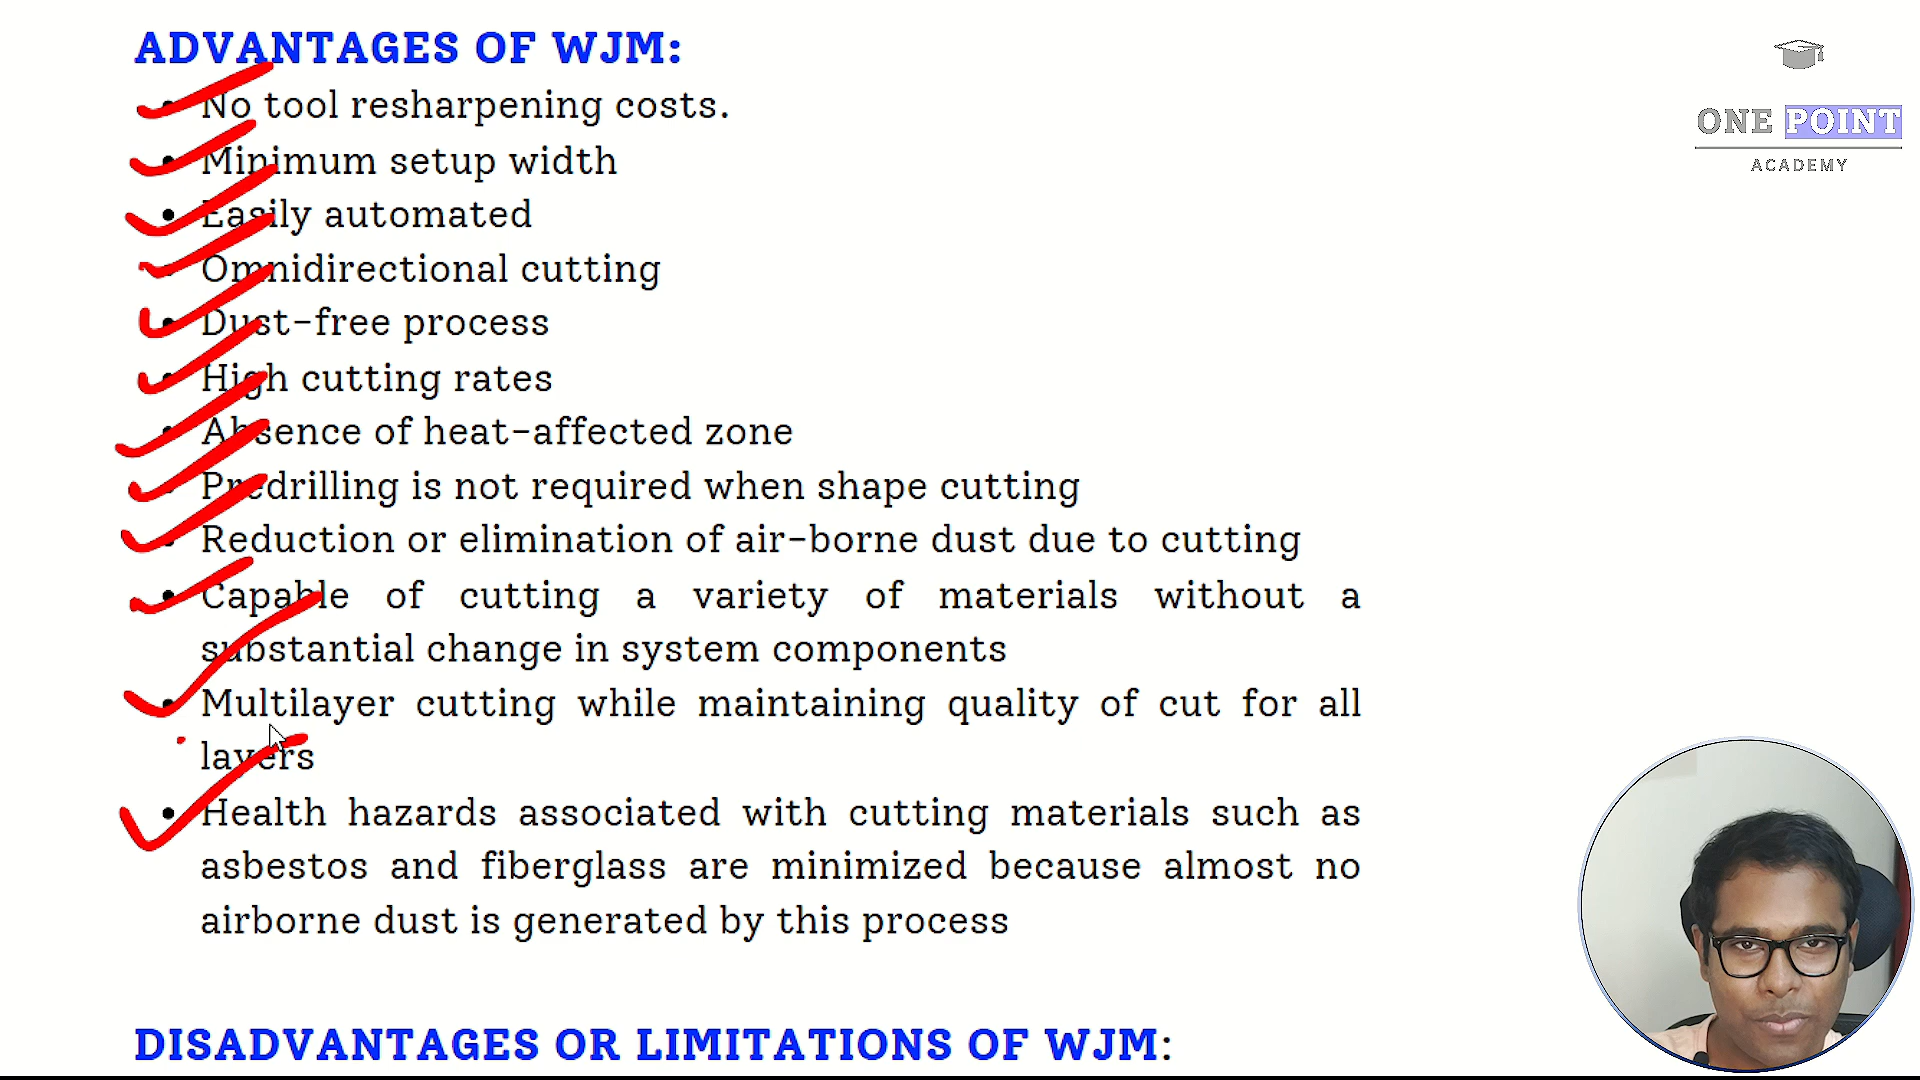 ADVANTAGES OF WJM:
• No tool resharpening costs.
• Minimum setup width
• Easily automated
• Omnidirectional cutting
• Dust-free process
• High cutting rates
• Absence of heat-affected zone
• Predrilling is not required when shape cutting
• Reduction or elimination of air-borne dust due to cutting
• Capable of cutting a variety of materials without a
substantial change in system components
• Multilayer cutting while maintaining quality of cut for all
layers
• Health hazards associated with cutting materials such as
asbestos and fiberglass are minimized because almost no
airborne dust is generated by this process
DISADVANTAGES OR LIMITATIONS OF WJM:
ONE POINT
ACADEMY